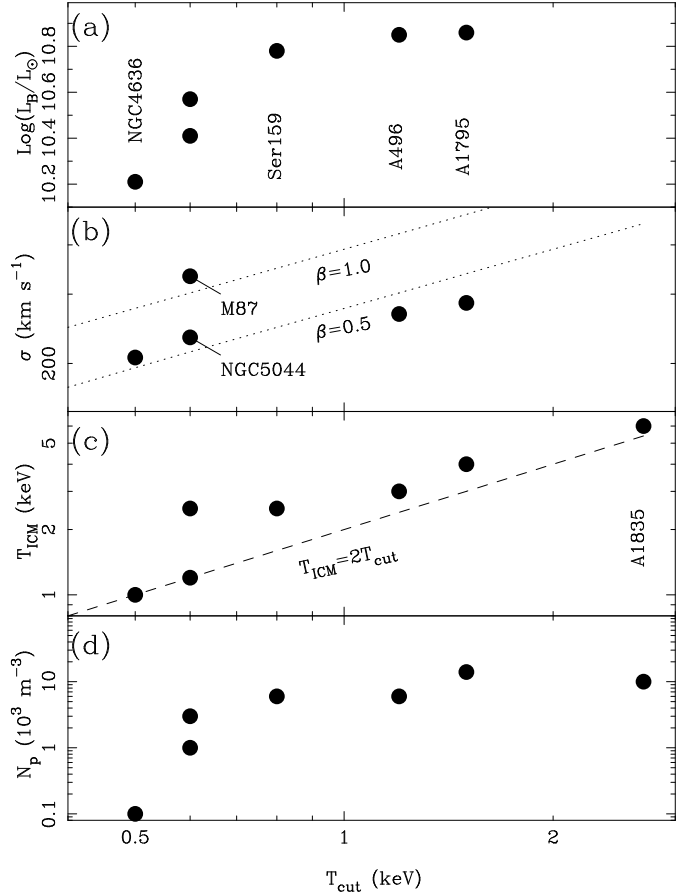 (a)
Log(L_B/L_⊙)
10.2 10.4 10.6 10.8
NGC4636
Ser159
A496
A1795
(b)
σ (km s⁻¹)
200
β=1.0
M87
β=0.5
NGC5044
(c)
T_ICM (keV)
1 2 5
T_ICM=2T_cut
A1835
(d)
N_p (10³ m⁻³)
0.1 1 10
0.5 1 2
T_cut (keV)